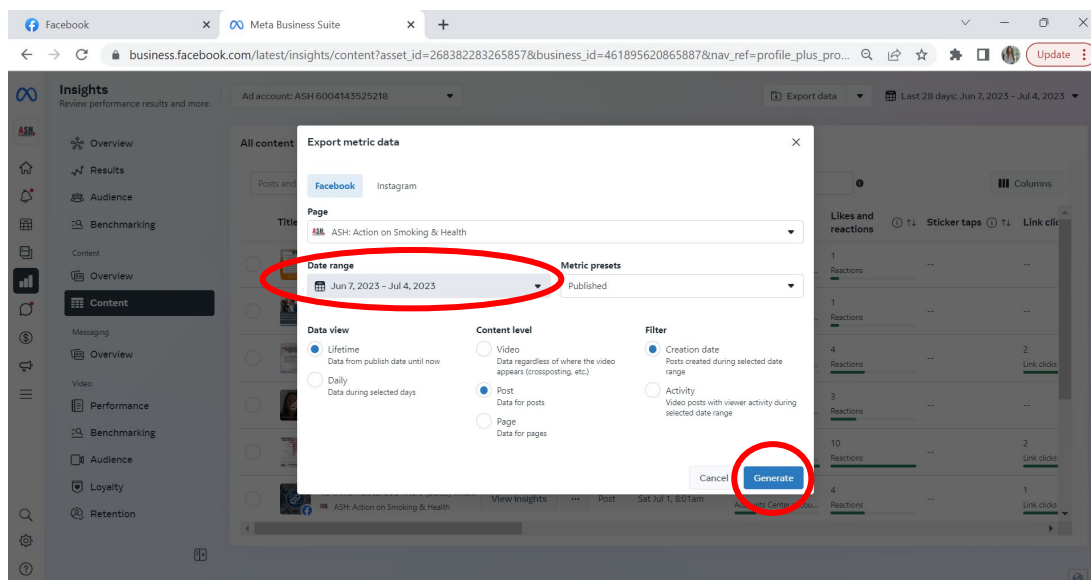 Facebook
Meta Business Suite
business.facebook.com/latest/insights/content?asset_id=268382283265857&business_id=461895620865887&nav_ref=profile_plus_pro...
Update
Insights
Review performance results and more.
Ad account: ASH 6004143525218
Export data
Last 28 days: Jun 7, 2023 – Jul 4, 2023
ASH.
Overview
Results
Audience
Benchmarking
Content
Overview
Content
Messaging
Overview
Video
Performance
Benchmarking
Audience
Loyalty
Retention
All content
Posts and
Columns
Title
Likes and reactions
Sticker taps
Link clic
1
Reactions
--
--
1
Reactions
--
--
4
Reactions
--
2
Link clicks
3
Reactions
--
--
10
Reactions
--
2
Link clicks
ASH: Action on Smoking & Health
View insights
...
Post
Sat Jul 1, 8:01am
4
Reactions
--
1
Link clicks
Export metric data
Facebook
Instagram
Page
ASH. ASH: Action on Smoking & Health
Date range
Metric presets
Jun 7, 2023 – Jul 4, 2023
Published
Data view
Lifetime
Data from publish date until now
Daily
Data during selected days
Content level
Video
Data regardless of where the video
appears (crossposting, etc.)
Post
Data for posts
Page
Data for pages
Filter
Creation date
Posts created during selected date
range
Activity
Video posts with viewer activity during
selected date range
Cancel
Generate